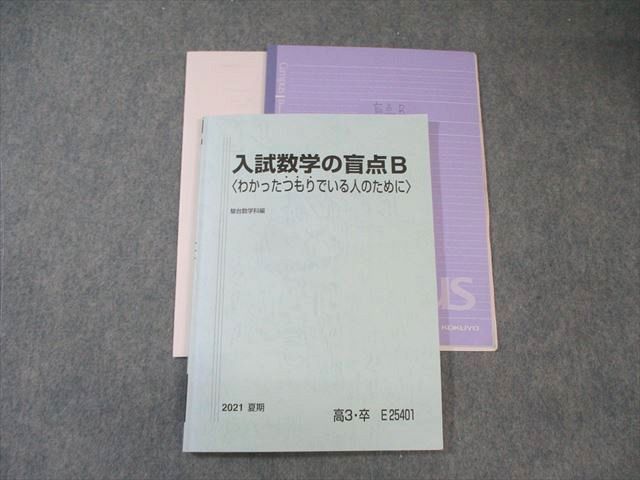 Campus
盲点 B
入試数学の盲点B
〈わかったつもりでいる人のために〉
駿台数学科編
US
KOKUYO
2021 夏期
高3・卒 E25401